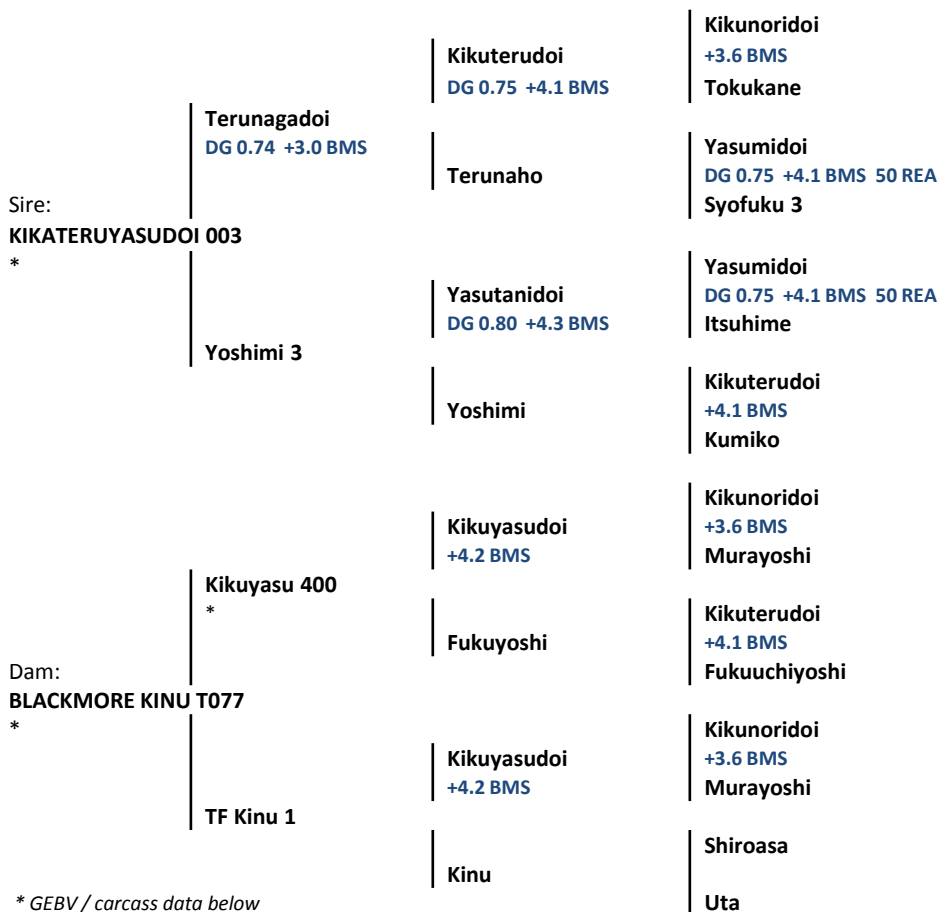 Kikunoridoi
Kikuterudoi
+3.6 BMS
DG 0.75 +4.1 BMS
Tokukane
Terunagadoi
DG 0.74 +3.0 BMS
Yasumidoi
Terunaho
DG 0.75 +4.1 BMS 50 REA
Sire:
Syofuku 3
KIKATERUYASUDOI 003
*
Yasumidoi
Yasutanidoi
DG 0.75 +4.1 BMS 50 REA
DG 0.80 +4.3 BMS
Itsuhime
Yoshimi 3
Kikuterudoi
Yoshimi
+4.1 BMS
Kumiko
Kikunoridoi
Kikuyasudoi
+3.6 BMS
+4.2 BMS
Murayoshi
Kikuyasu 400
*
Kikuterudoi
Fukuyoshi
+4.1 BMS
Dam:
Fukuuchiyoshi
BLACKMORE KINU T077
*
Kikunoridoi
Kikuyasudoi
+3.6 BMS
+4.2 BMS
Murayoshi
TF Kinu 1
Shiroasa
Kinu
* GEBV / carcass data below
Uta